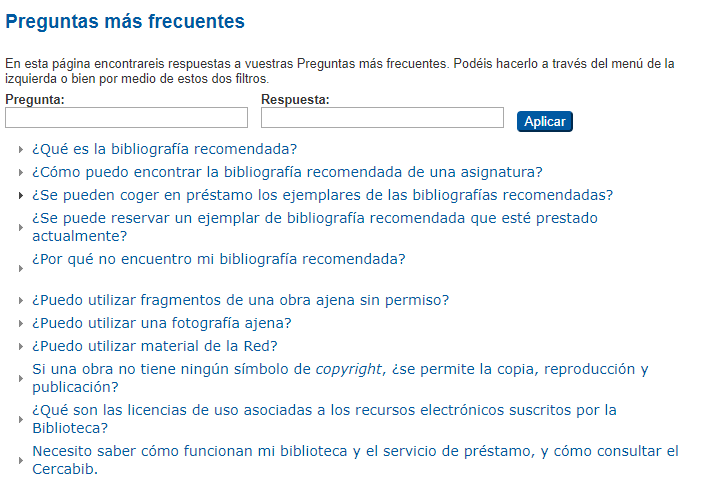 Preguntas más frecuentes
En esta página encontrareis respuestas a vuestras Preguntas más frecuentes. Podéis hacerlo a través del menú de la
izquierda o bien por medio de estos dos filtros.
Pregunta: Respuesta:
Aplicar
¿Qué es la bibliografía recomendada?
¿Cómo puedo encontrar la bibliografía recomendada de una asignatura?
¿Se pueden coger en préstamo los ejemplares de las bibliografías recomendadas?
¿Se puede reservar un ejemplar de bibliografía recomendada que esté prestado
actualmente?
¿Por qué no encuentro mi bibliografía recomendada?
¿Puedo utilizar fragmentos de una obra ajena sin permiso?
¿Puedo utilizar una fotografía ajena?
¿Puedo utilizar material de la Red?
Si una obra no tiene ningún símbolo de copyright, ¿se permite la copia, reproducción y
publicación?
¿Qué son las licencias de uso asociadas a los recursos electrónicos suscritos por la
Biblioteca?
Necesito saber cómo funcionan mi biblioteca y el servicio de préstamo, y cómo consultar el
Cercabib.